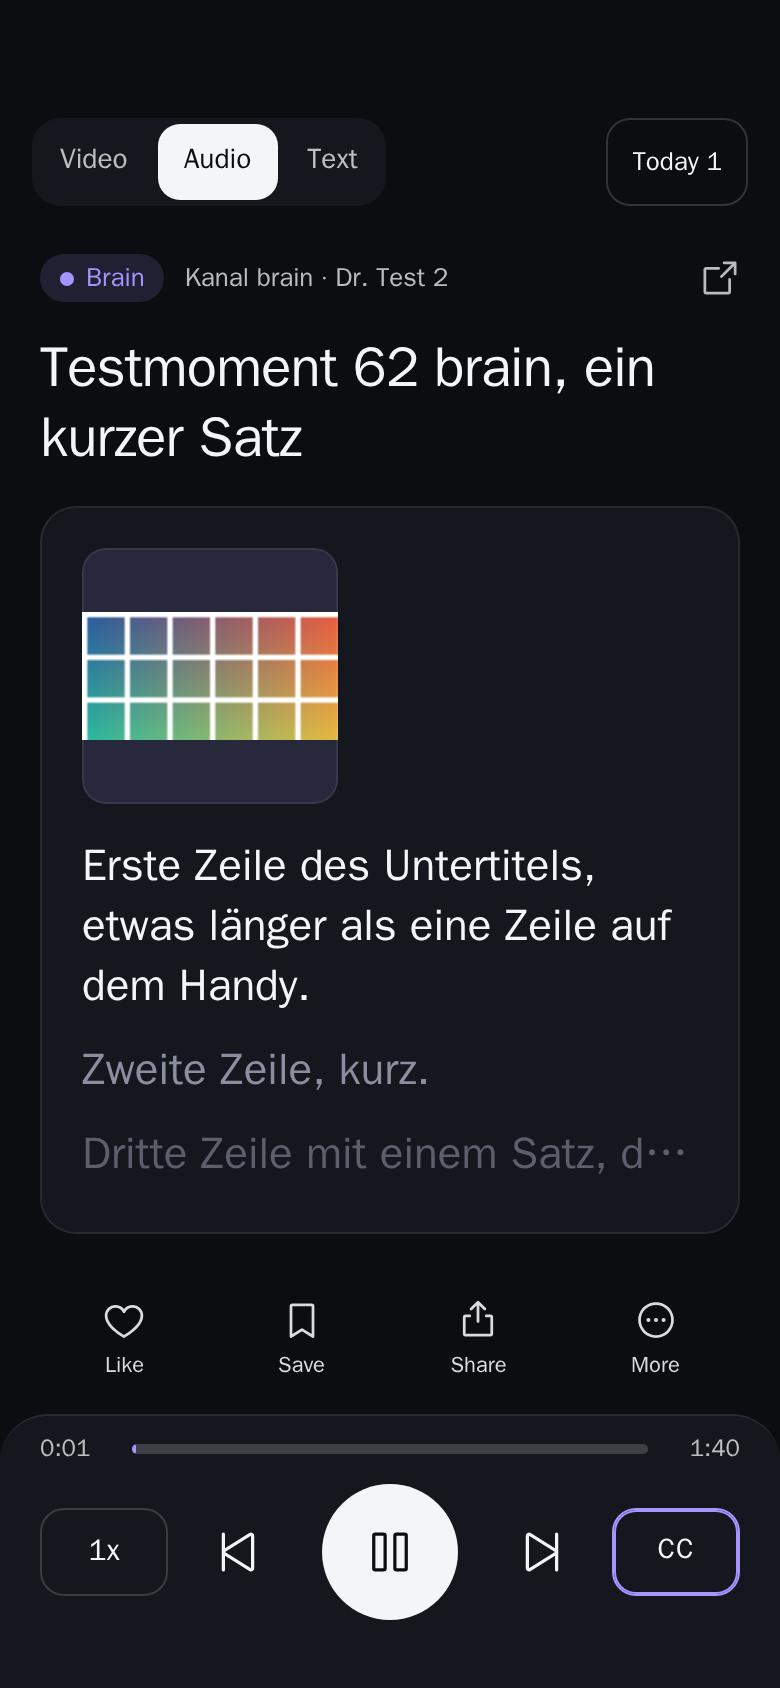 Video
Audio
Text
Today 1
Brain
Kanal brain · Dr. Test 2
Testmoment 62 brain, ein
kurzer Satz
Erste Zeile des Untertitels,
etwas länger als eine Zeile auf
dem Handy.
Zweite Zeile, kurz.
Dritte Zeile mit einem Satz, d···
Like
Save
Share
More
0:01
1:40
1x
CC